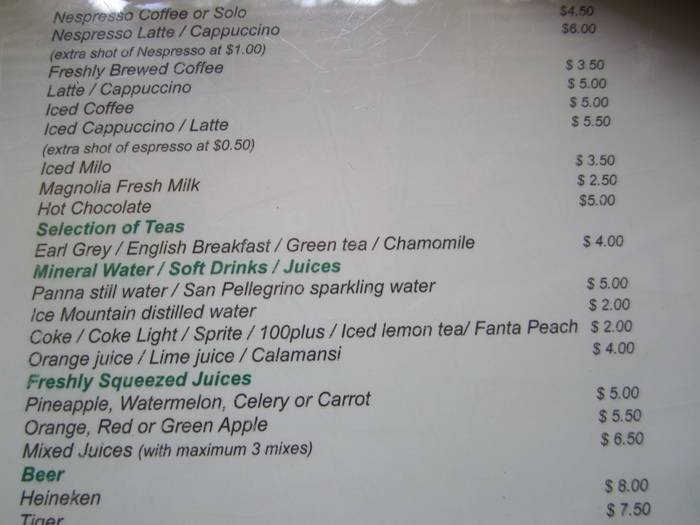 Nespresso Coffee or Solo $4.50
Nespresso Latte / Cappuccino $6.00
(extra shot of Nespresso at $1.00)
Freshly Brewed Coffee $ 3.50
Latte / Cappuccino $ 5.00
Iced Coffee $ 5.00
Iced Cappuccino / Latte $ 5.50
(extra shot of espresso at $0.50)
Iced Milo $ 3.50
Magnolia Fresh Milk $ 2.50
Hot Chocolate $5.00
Selection of Teas
Earl Grey / English Breakfast / Green tea / Chamomile $ 4.00
Mineral Water / Soft Drinks / Juices
Panna still water / San Pellegrino sparkling water $ 5.00
Ice Mountain distilled water $ 2.00
Coke / Coke Light / Sprite / 100plus / Iced lemon tea/ Fanta Peach $ 2.00
Orange juice / Lime juice / Calamansi $ 4.00
Freshly Squeezed Juices
Pineapple, Watermelon, Celery or Carrot $ 5.00
Orange, Red or Green Apple $ 5.50
Mixed Juices (with maximum 3 mixes) $ 6.50
Beer
Heineken $ 8.00
Tiger $ 7.50